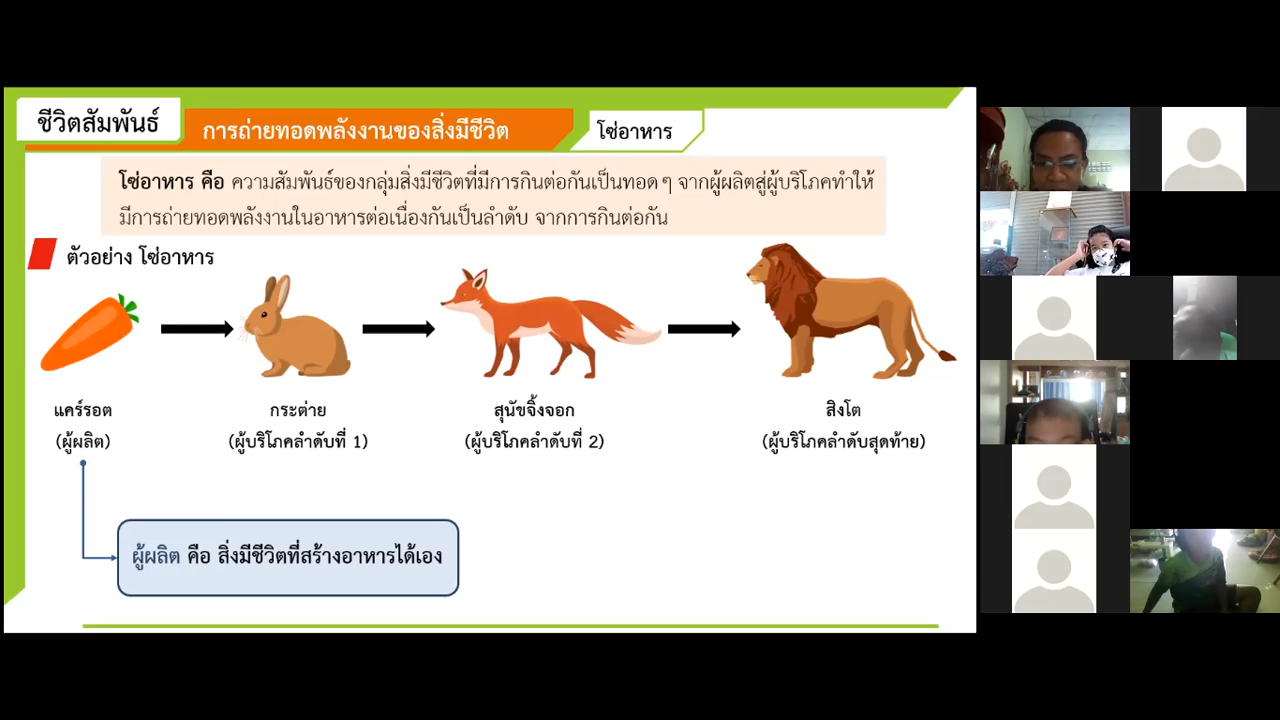 ชีวิตสัมพันธ์
การถ่ายทอดพลังงานของสิ่งมีชีวิต
โซ่อาหาร
โซ่อาหาร คือ ความสัมพันธ์ของกลุ่มสิ่งมีชีวิตที่มีการกินต่อกันเป็นทอด ๆ จากผู้ผลิตสู่ผู้บริโภคทำให้
มีการถ่ายทอดพลังงานในอาหารต่อเนื่องกันเป็นลำดับ จากการกินต่อกัน
ตัวอย่าง โซ่อาหาร
แคร์รอต
(ผู้ผลิต)
กระต่าย
(ผู้บริโภคลำดับที่ 1)
สุนัขจิ้งจอก
(ผู้บริโภคลำดับที่ 2)
สิงโต
(ผู้บริโภคลำดับสุดท้าย)
ผู้ผลิต คือ สิ่งมีชีวิตที่สร้างอาหารได้เอง